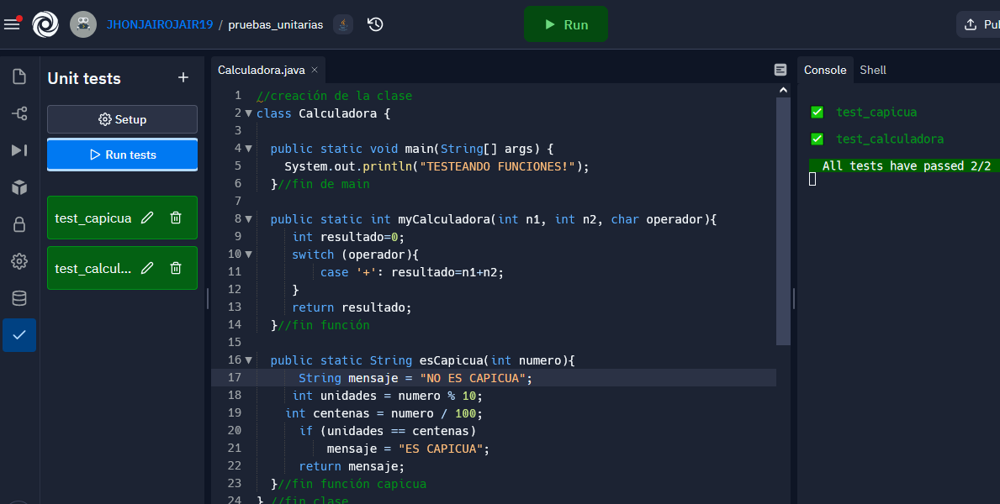 JHONJAIROJAIR19 / pruebas_unitarias
Run
Pul
Unit tests
Setup
Run tests
test_capicua
test_calcul...
Calculadora.java
1 //creación de la clase
2 class Calculadora {
3
4 public static void main(String[] args) {
5 System.out.println("TESTEANDO FUNCIONES!");
6 }//fin de main
7
8 public static int myCalculadora(int n1, int n2, char operador){
9 int resultado=0;
10 switch (operador){
11 case '+': resultado=n1+n2;
12 }
13 return resultado;
14 }//fin función
15
16 public static String esCapicua(int numero){
17 String mensaje = "NO ES CAPICUA";
18 int unidades = numero % 10;
19 int centenas = numero / 100;
20 if (unidades == centenas)
21 mensaje = "ES CAPICUA";
22 return mensaje;
23 }//fin función capicua
24 } //fin clase
Console Shell
test_capicua
test_calculadora
All tests have passed 2/2